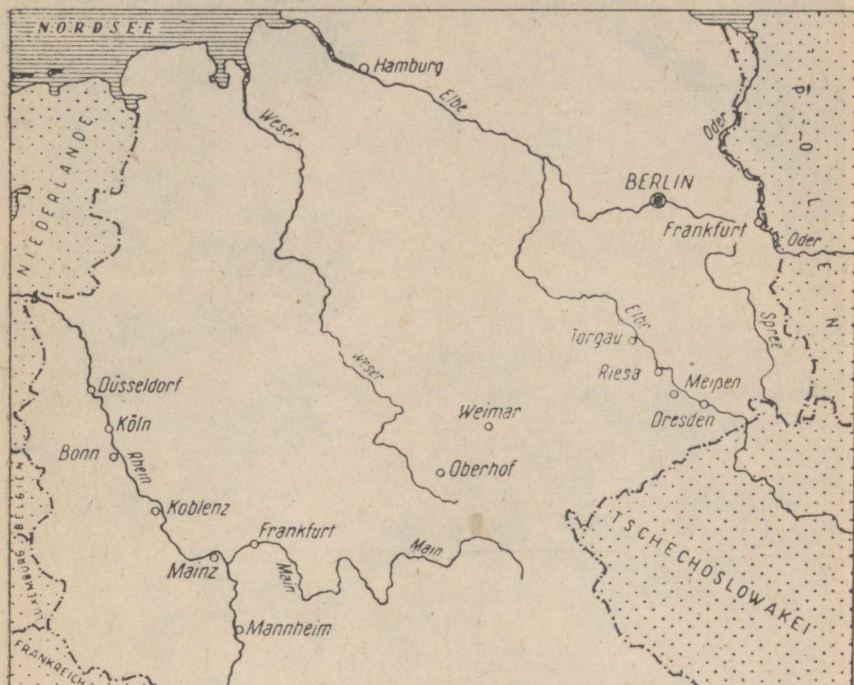 NORDSEE
Hamburg
Elbe
Weser
Oder
POLEN
NIEDERLANDE
BERLIN
Frankfurt
Oder
Elbe
Spree
Torgau
Weser
Riesa
Meißen
Düsseldorf
Dresden
Weimar
Köln
Bonn
Rhein
Oberhof
BELGIEN
Koblenz
TSCHECHOSLOWAKEI
Frankfurt
Main
Mainz
Main
LUXEMBURG
Mannheim
FRANKREICH